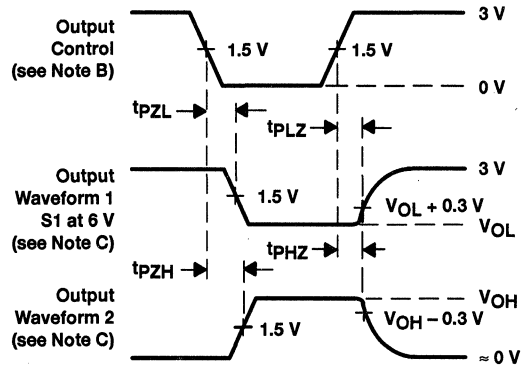 Output
Control
(see Note B)
1.5 V
1.5 V
3 V
0 V
tPZL
tPLZ
Output
Waveform 1
S1 at 6 V
(see Note C)
1.5 V
3 V
VOL + 0.3 V
VOL
tPHZ
tPZH
Output
Waveform 2
(see Note C)
1.5 V
VOH
VOH – 0.3 V
≈ 0 V